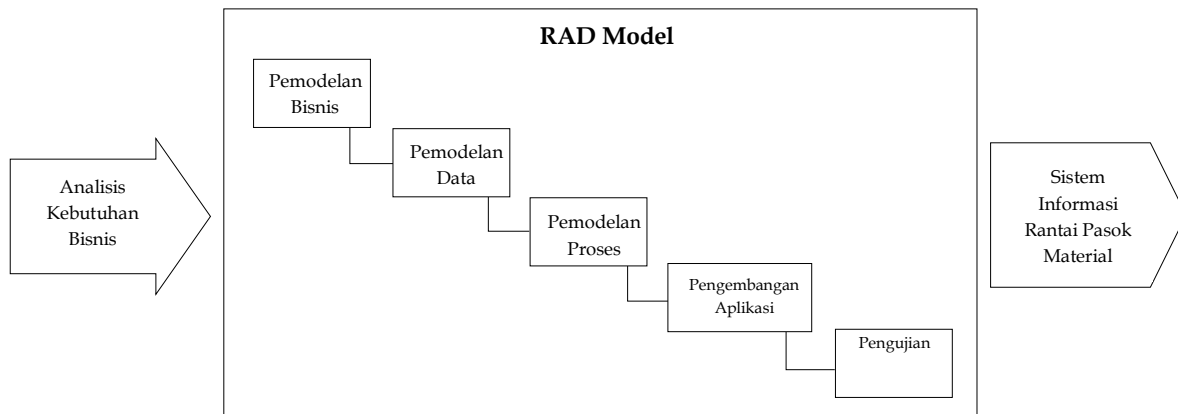 RAD Model
Pemodelan
Bisnis
Pemodelan
Data
Pemodelan
Proses
Pengembangan
Aplikasi
Pengujian
Analisis
Kebutuhan
Bisnis
Sistem
Informasi
Rantai Pasok
Material